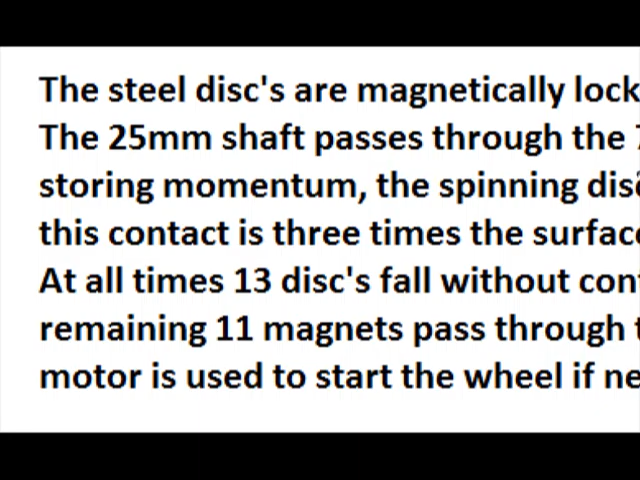 The steel disc's are magnetically lock
The 25mm shaft passes through the
storing momentum, the spinning
this contact is three times the surfac
At all times 13 disc's fall without con
remaining 11 magnets pass through
motor is used to start the wheel if ne